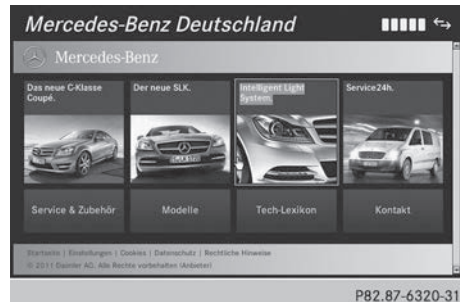 Mercedes-Benz Deutschland
Mercedes-Benz
Das neue C-Klasse
Coupé.
Der neue SLK.
Intelligent Light
System.
Service24h.
Service & Zubehör
Modelle
Tech-Lexikon
Kontakt
Startseite | Einstellungen | Cookies | Datenschutz | Rechtliche Hinweise
© 2011 Daimler AG. Alle Rechte vorbehalten (Anbieter)
P82.87-6320-31